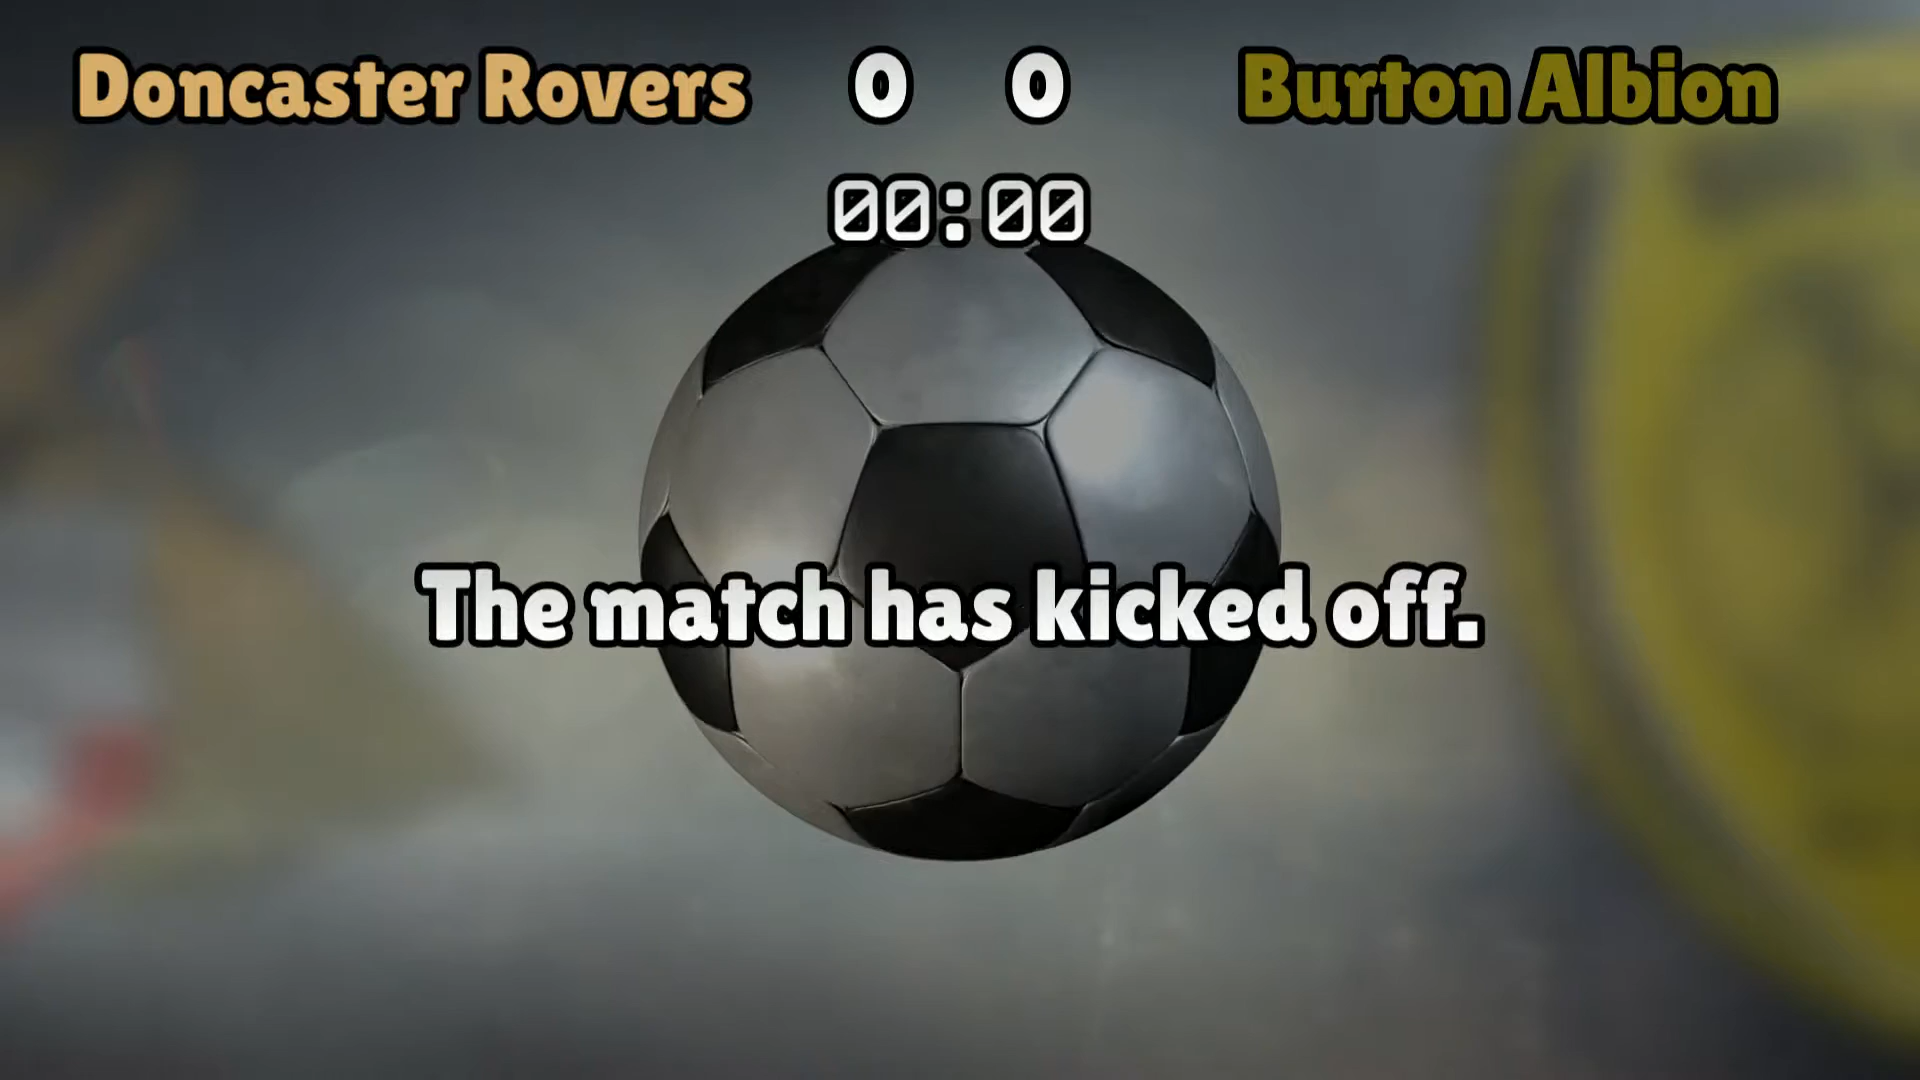 Doncaster Rovers 0 0 Burton Albion
00:00
The match has kicked off.